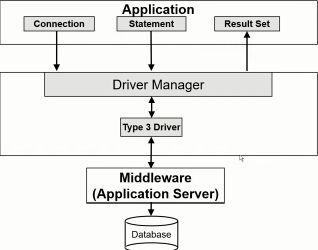 Application
Connection
Statement
Result Set
Driver Manager
Type 3 Driver
Middleware
(Application Server)
Database